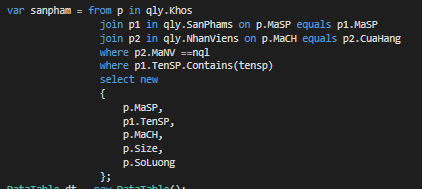 var sanpham = from p in qly.Khos
join p1 in qly.SanPhams on p.MaSP equals p1.MaSP
join p2 in qly.NhanViens on p.MaCH equals p2.CuaHang
where p2.MaNV ==nql
where p1.TenSP.Contains(tensp)
select new
{
p.MaSP,
p1.TenSP,
p.MaCH,
p.Size,
p.SoLuong
};
DataTable dt = new DataTable();